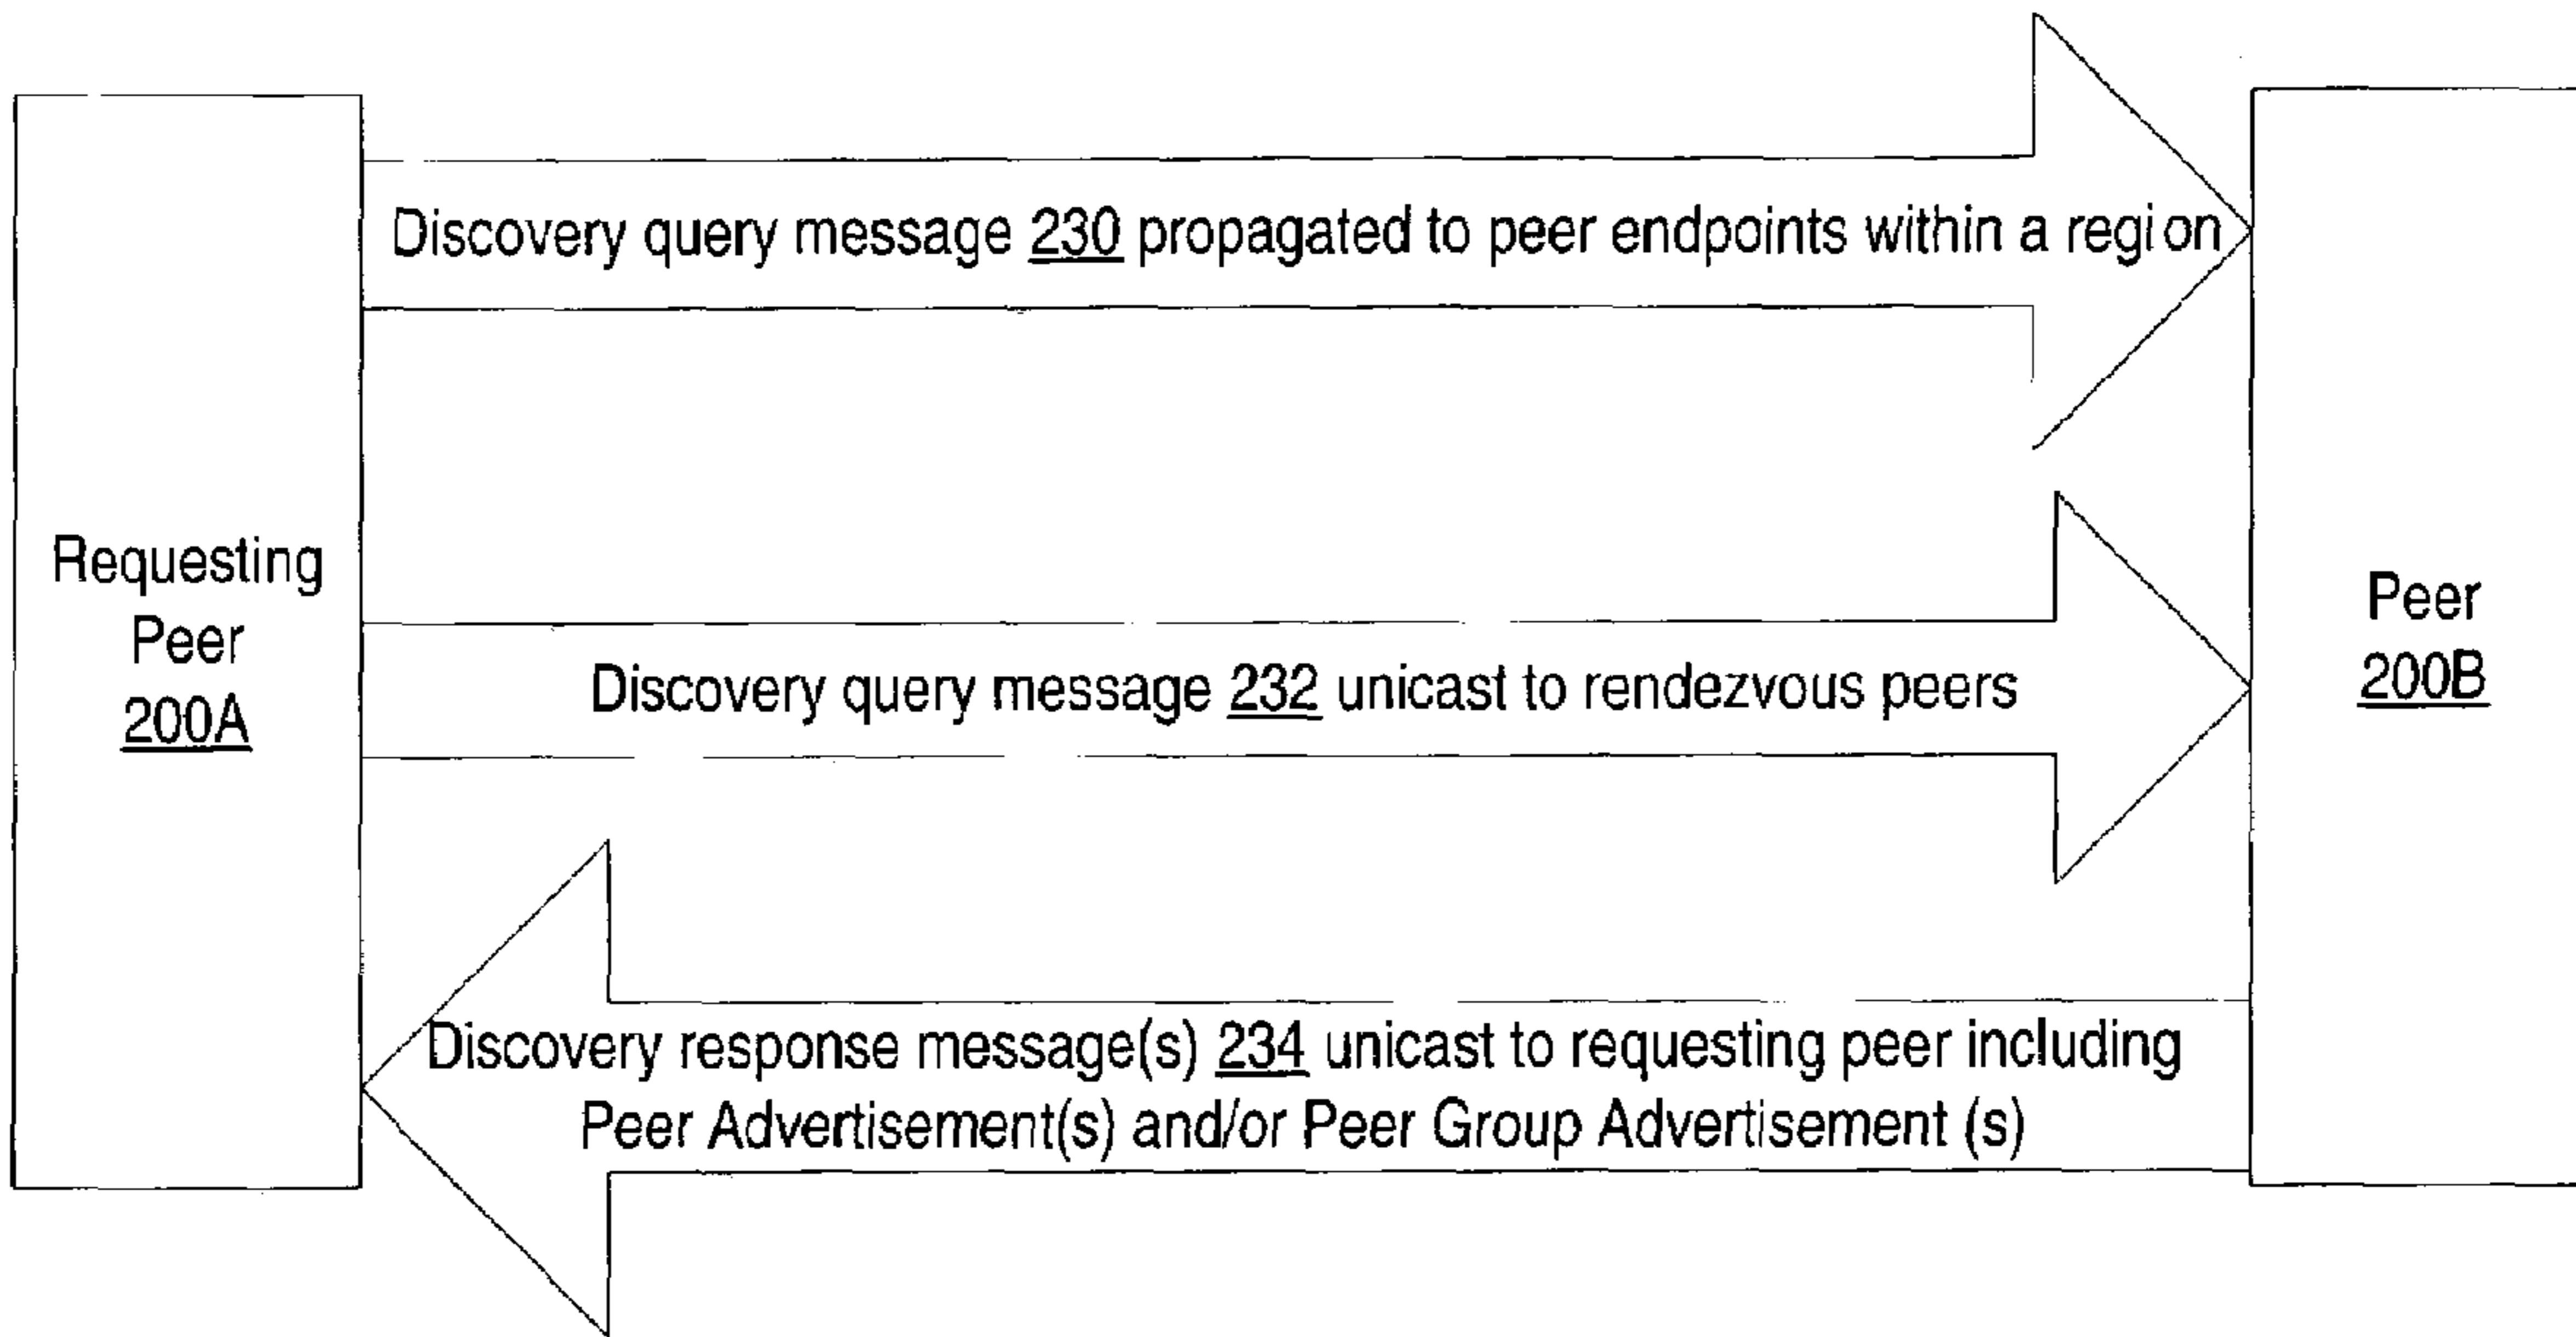 Discovery query message 230 propagated to peer endpoints within a region
Requesting
Peer
200A
Discovery query message 232 unicast to rendezvous peers
Peer
200B
Discovery response message(s) 234 unicast to requesting peer including
Peer Advertisement(s) and/or Peer Group Advertisement (s)